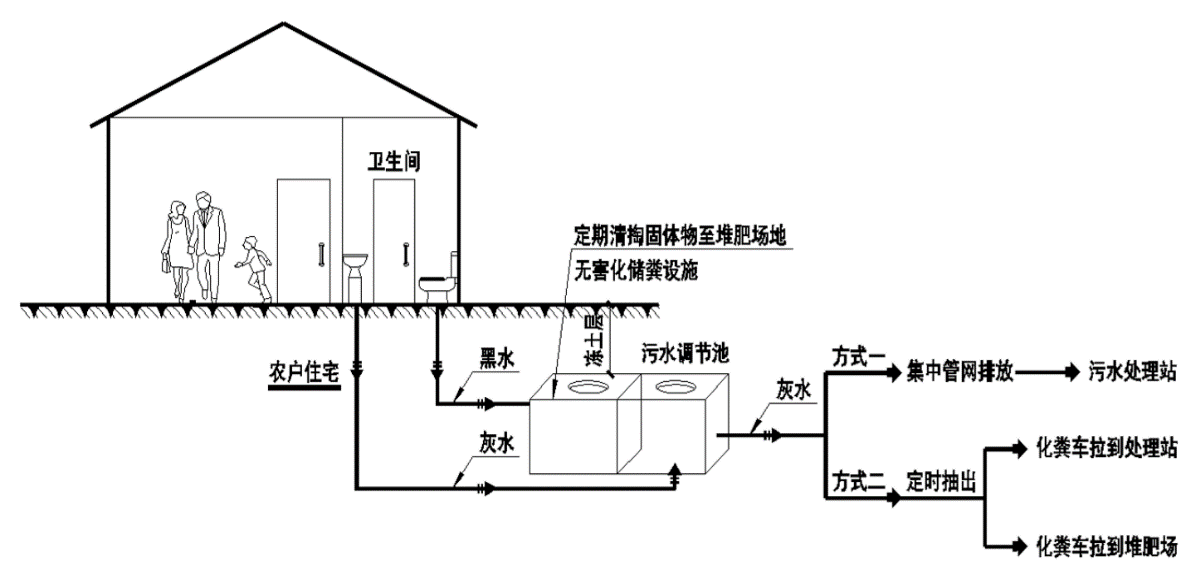 卫生间
定期清掏固体物至堆肥场地
无害化储粪设施
冻土层
污水调节池
农户住宅
黑水
灰水
灰水
方式一
集中管网排放
污水处理站
方式二
定时抽出
化粪车拉到处理站
化粪车拉到堆肥场